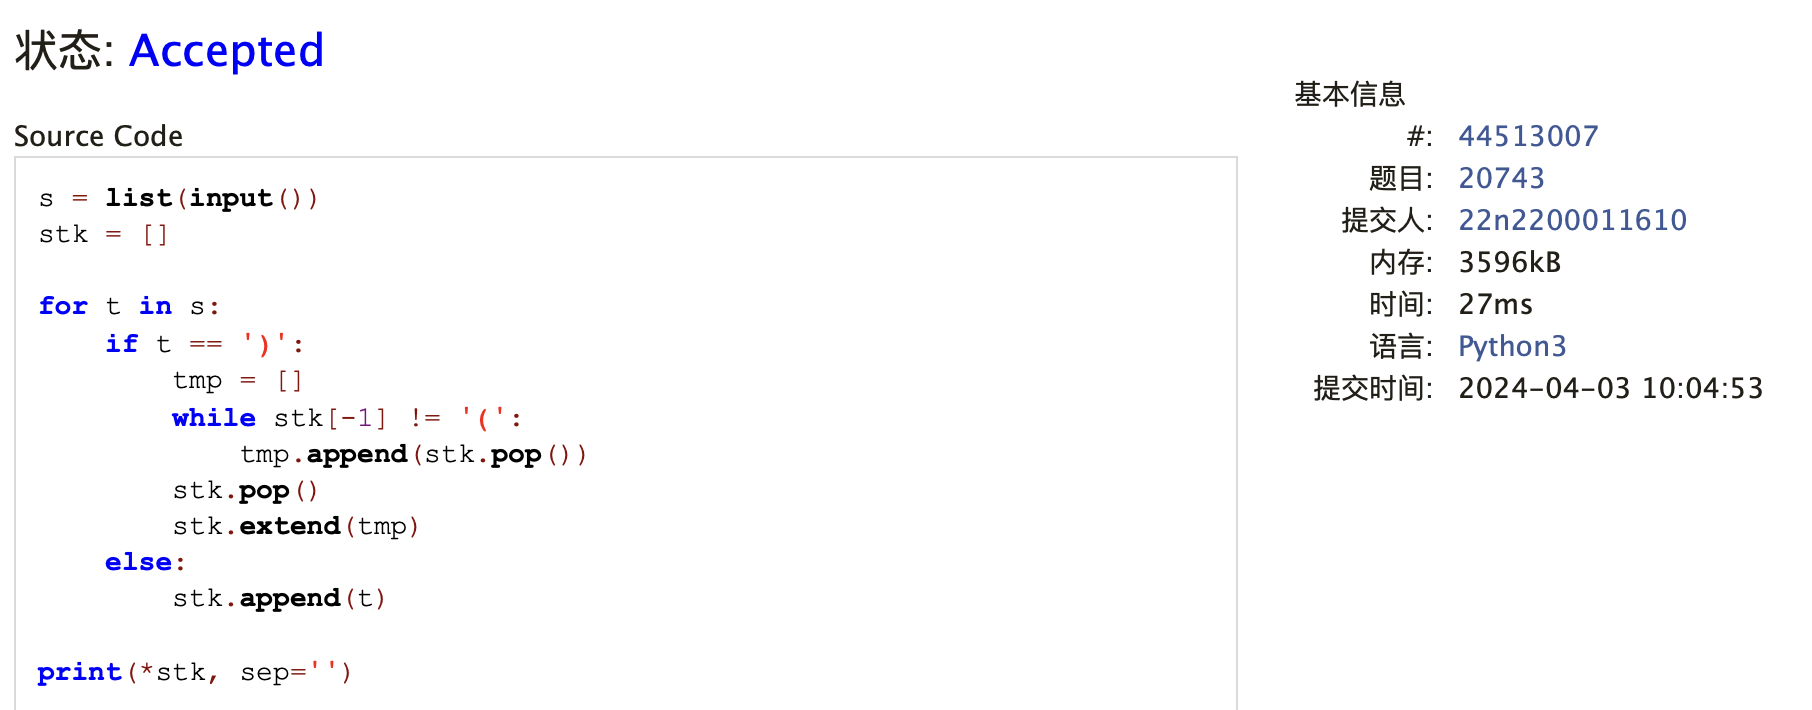 状态: Accepted
Source Code
s = list(input())
stk = []
for t in s:
    if t == ')':
        tmp = []
        while stk[-1] != '(':
            tmp.append(stk.pop())
        stk.pop()
        stk.extend(tmp)
    else:
        stk.append(t)
print(*stk, sep='')
基本信息
#: 44513007
题目: 20743
提交人: 22n2200011610
内存: 3596kB
时间: 27ms
语言: Python3
提交时间: 2024-04-03 10:04:53